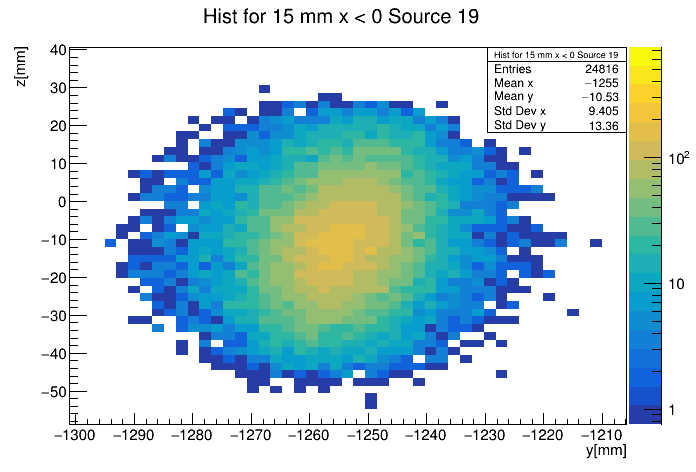 Hist for 15 mm x < 0 Source 19
z[mm]
Hist for 15 mm x < 0 Source 19
Entries 24816
Mean x −1255
Mean y −10.53
Std Dev x 9.405
Std Dev y 13.36
40
30
20
10
0
−10
−20
−30
−40
−50
−1300 −1290 −1280 −1270 −1260 −1250 −1240 −1230 −1220 −1210
y[mm]
10²
10
1